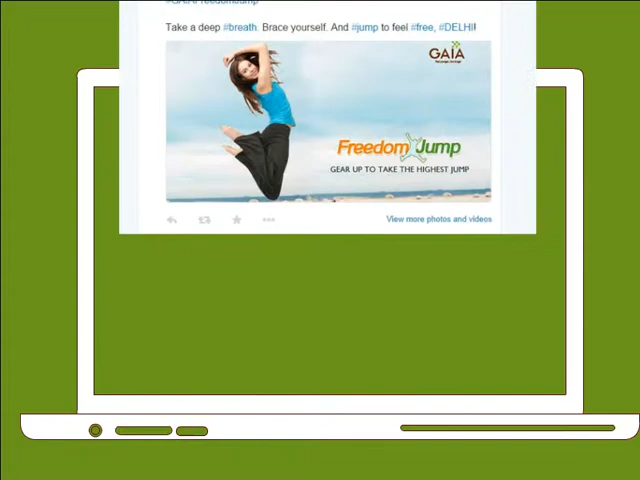 #GAIAFreedomJump
Take a deep #breath. Brace yourself. And #jump to feel #free, #DELHI!
GAIA
Freedom Jump
GEAR UP TO TAKE THE HIGHEST JUMP
View more photos and videos